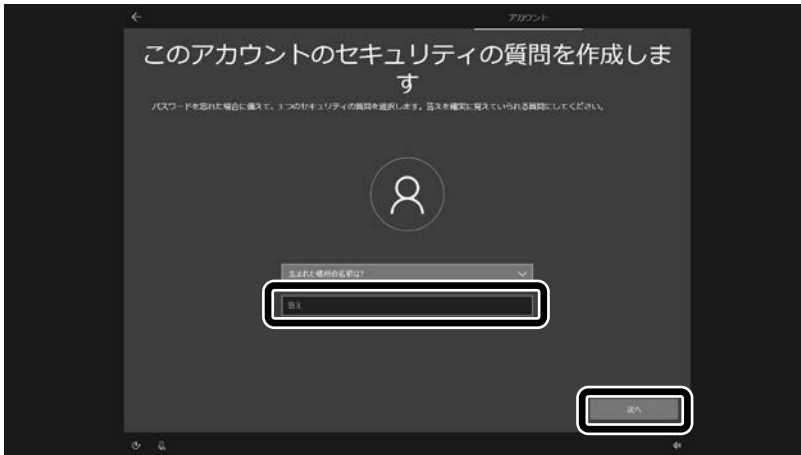 アカウント
このアカウントのセキュリティの質問を作成しま
す
パスワードを忘れた場合に備えて、3 つのセキュリティの質問を選択します。答えを確実に覚えていられる質問にしてください。
生まれた場所の名前は?
答え
次へ